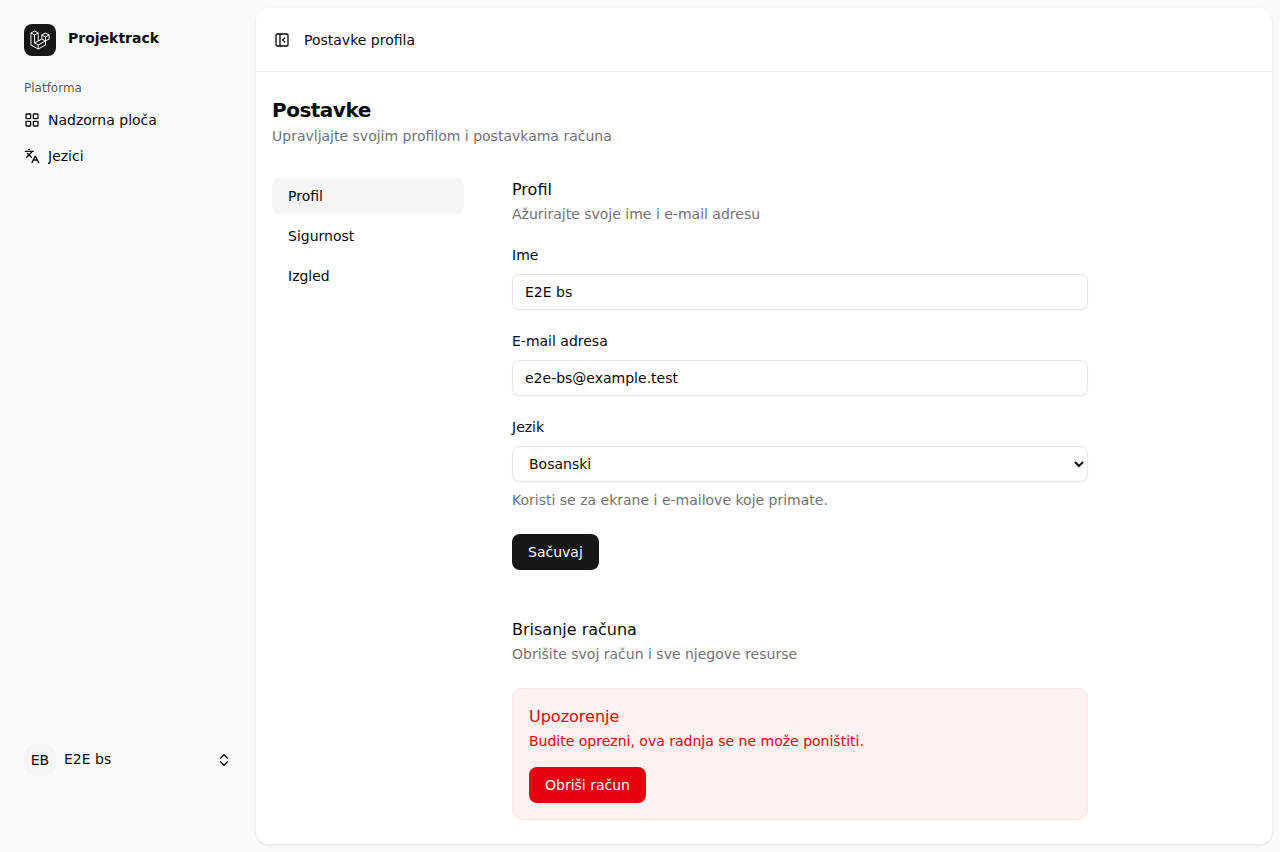 Projektrack
Platforma
Nadzorna ploča
Jezici
EB
E2E bs
Postavke profila
Postavke
Upravljajte svojim profilom i postavkama računa
Profil
Sigurnost
Izgled
Profil
Ažurirajte svoje ime i e-mail adresu
Ime
E2E bs
E-mail adresa
e2e-bs@example.test
Jezik
Bosanski
Koristi se za ekrane i e-mailove koje primate.
Sačuvaj
Brisanje računa
Obrišite svoj račun i sve njegove resurse
Upozorenje
Budite oprezni, ova radnja se ne može poništiti.
Obriši račun